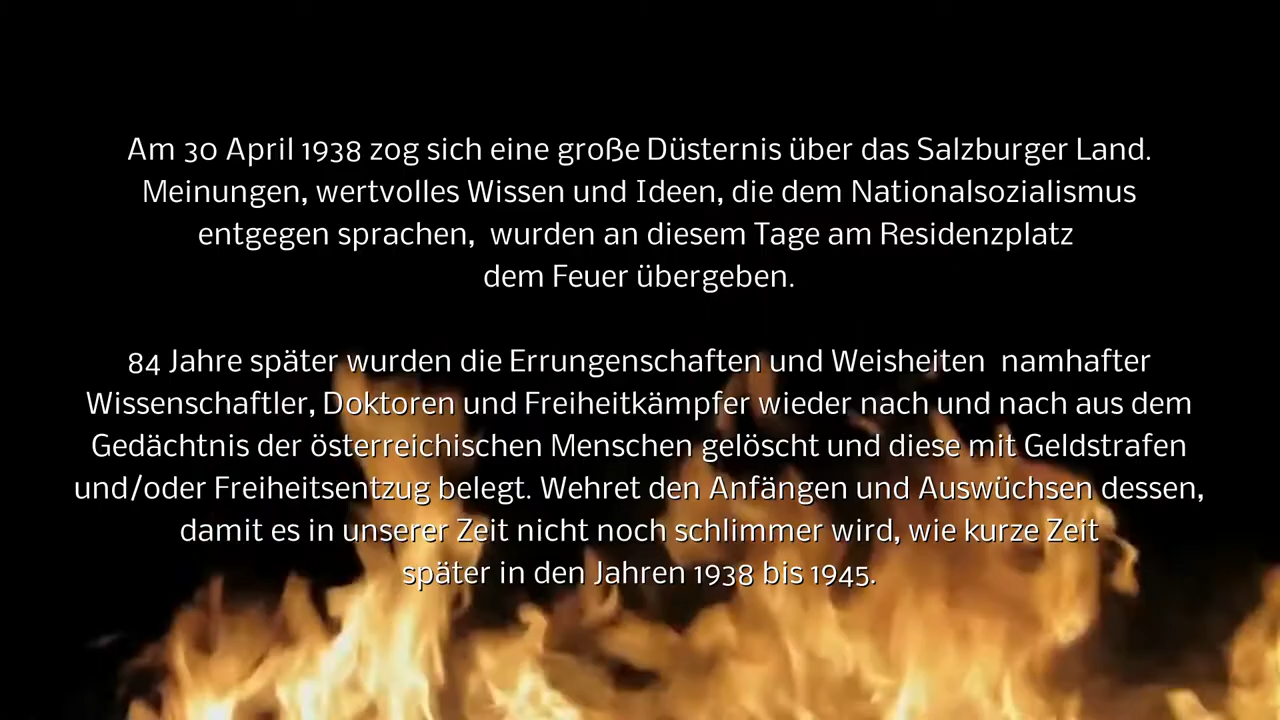 Am 30 April 1938 zog sich eine große Düsternis über das Salzburger Land.
Meinungen, wertvolles Wissen und Ideen, die dem Nationalsozialismus
entgegen sprachen,  wurden an diesem Tage am Residenzplatz
dem Feuer übergeben.
84 Jahre später wurden die Errungenschaften und Weisheiten  namhafter
Wissenschaftler, Doktoren und Freiheitkämpfer wieder nach und nach aus dem
Gedächtnis der österreichischen Menschen gelöscht und diese mit Geldstrafen
und/oder Freiheitsentzug belegt. Wehret den Anfängen und Auswüchsen dessen,
damit es in unserer Zeit nicht noch schlimmer wird, wie kurze Zeit
später in den Jahren 1938 bis 1945.